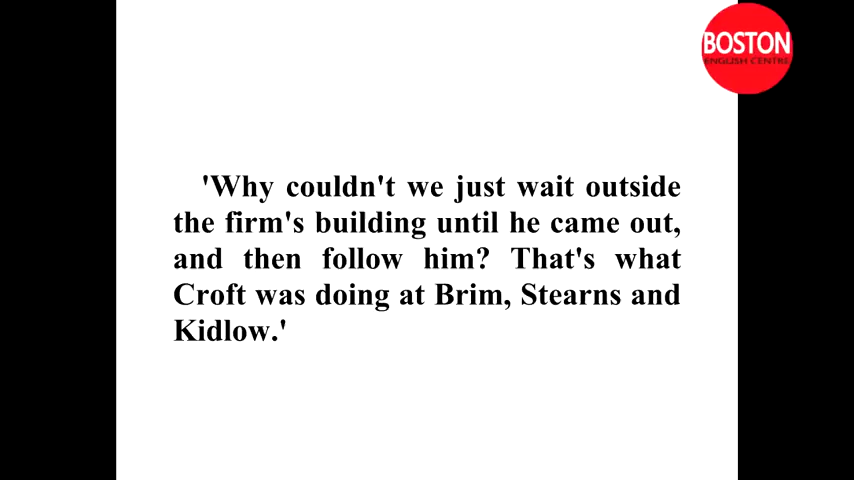 BOSTON
ENGLISH CENTRE
'Why couldn't we just wait outside
the firm's building until he came out,
and then follow him? That's what
Croft was doing at Brim, Stearns and
Kidlow.'